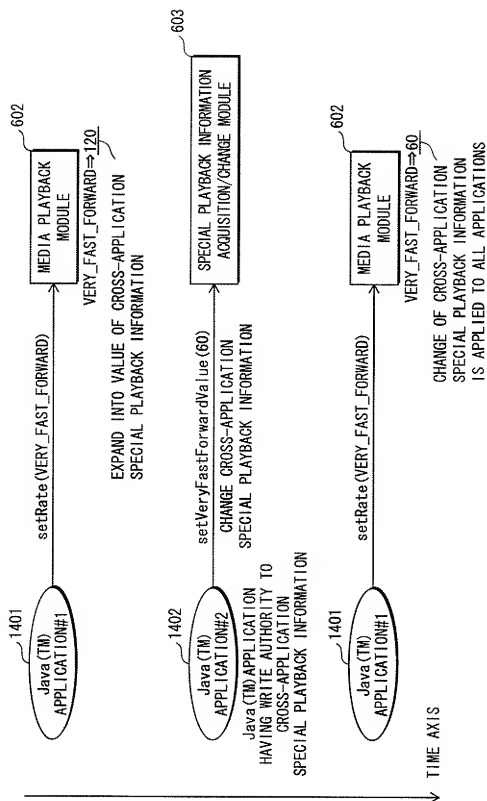 1401
Java(TM)
APPLICATION#1
setRate(VERY_FAST_FORWARD)
602
MEDIA PLAYBACK
MODULE
VERY_FAST_FORWARD⇒120
EXPAND INTO VALUE OF CROSS-APPLICATION
SPECIAL PLAYBACK INFORMATION
1402
Java(TM)
APPLICATION#2
Java(TM)APPLICATION
HAVING WRITE AUTHORITY TO
CROSS-APPLICATION
SPECIAL PLAYBACK INFORMATION
setVeryFastForwardValue(60)
CHANGE CROSS-APPLICATION
SPECIAL PLAYBACK INFORMATION
603
SPECIAL PLAYBACK INFORMATION
ACQUISITION/CHANGE MODULE
1401
Java(TM)
APPLICATION#1
setRate(VERY_FAST_FORWARD)
602
MEDIA PLAYBACK
MODULE
VERY_FAST_FORWARD⇒60
CHANGE OF CROSS-APPLICATION
SPECIAL PLAYBACK INFORMATION
IS APPLIED TO ALL APPLICATIONS
TIME AXIS